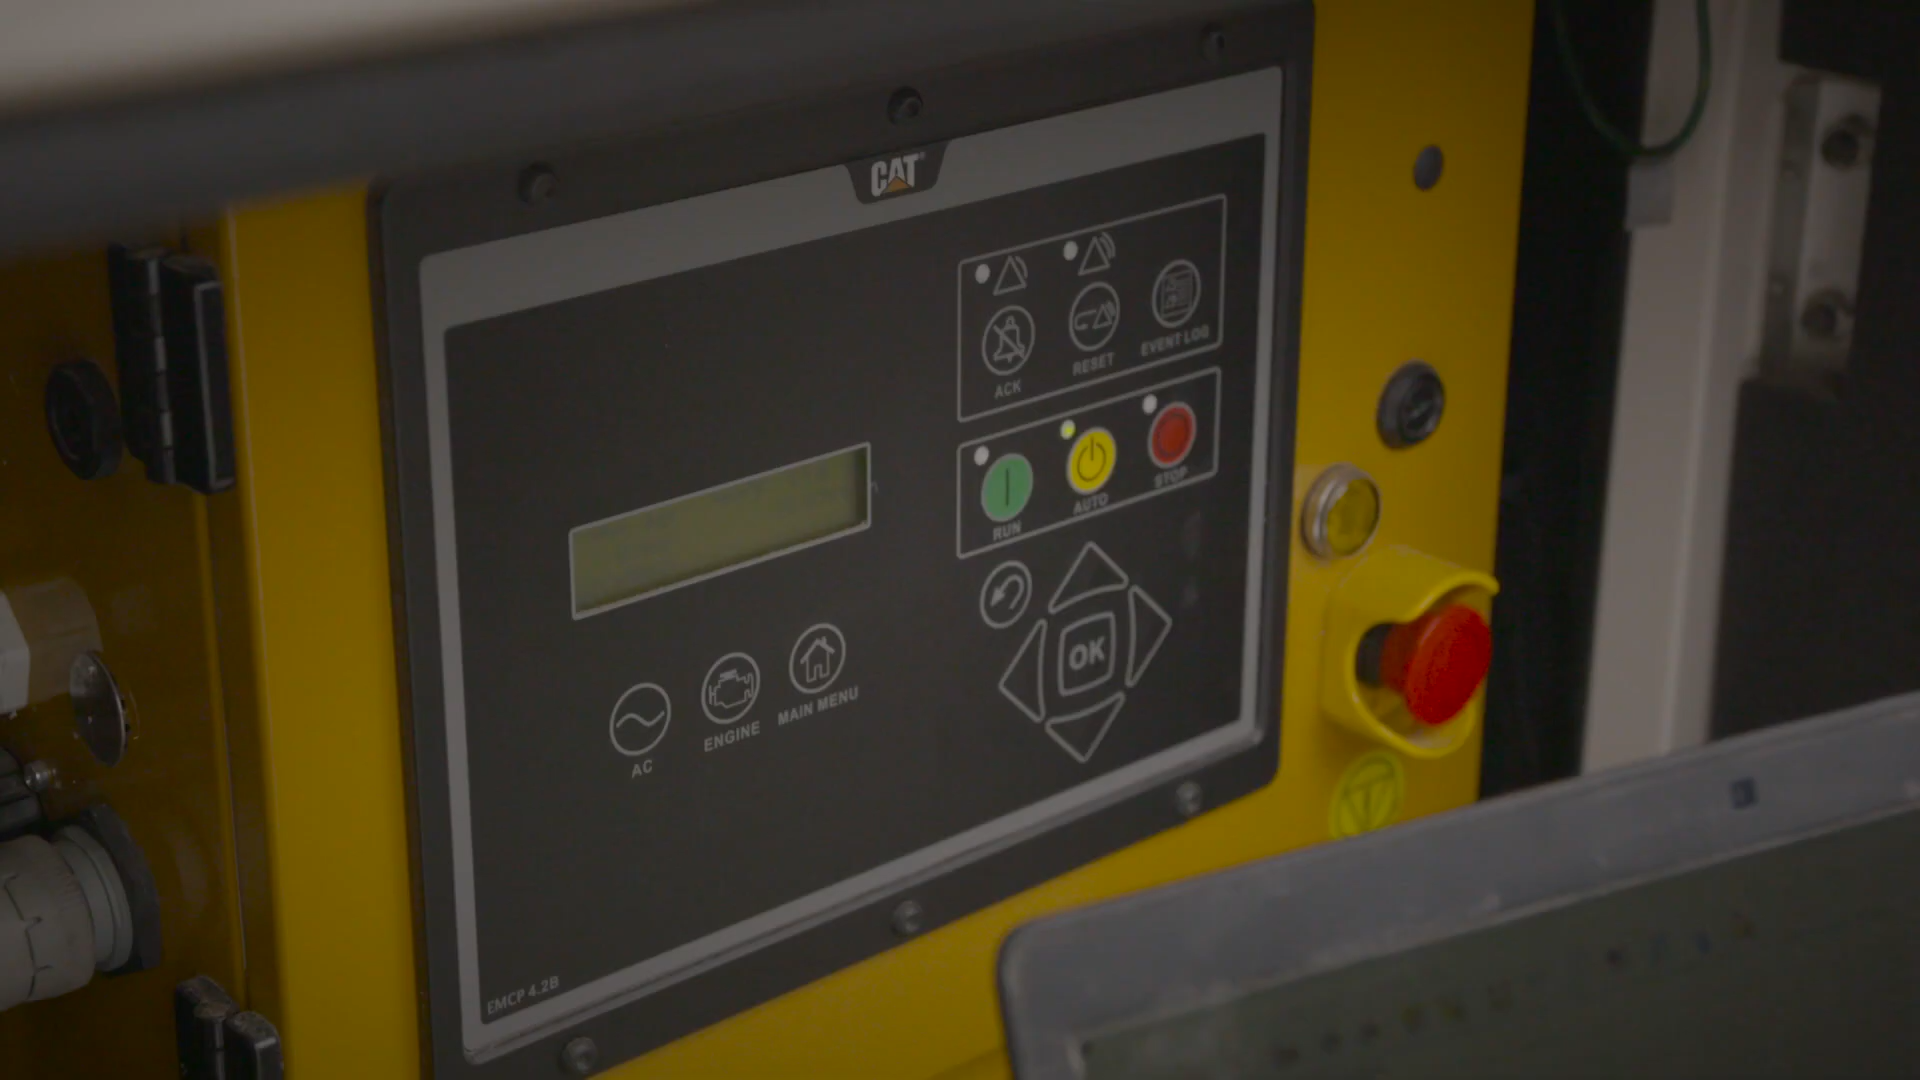 CAT
ACK
RESET
EVENT LOG
RUN
AUTO
STOP
OK
AC
ENGINE
MAIN MENU
EMCP 4.2B